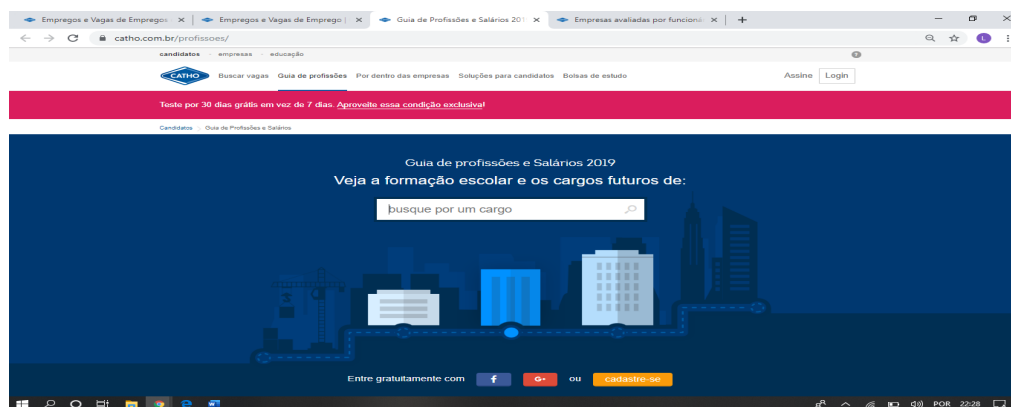 Empregos e Vagas de Empregos
Empregos e Vagas de Emprego |
Guia de Profissões e Salários 201
Empresas avaliadas por funcioná
catho.com.br/profissoes/
L
candidatos empresas educação
?
CATHO Buscar vagas Guia de profissões Por dentro das empresas Soluções para candidatos Bolsas de estudo Assine Login
Teste por 30 dias grátis em vez de 7 dias. Aproveite essa condição exclusiva!
Candidatos Guia de Profissões e Salários
Guia de profissões e Salários 2019
Veja a formação escolar e os cargos futuros de:
busque por um cargo
Entre gratuitamente com f G+ ou cadastre-se
POR 22:28